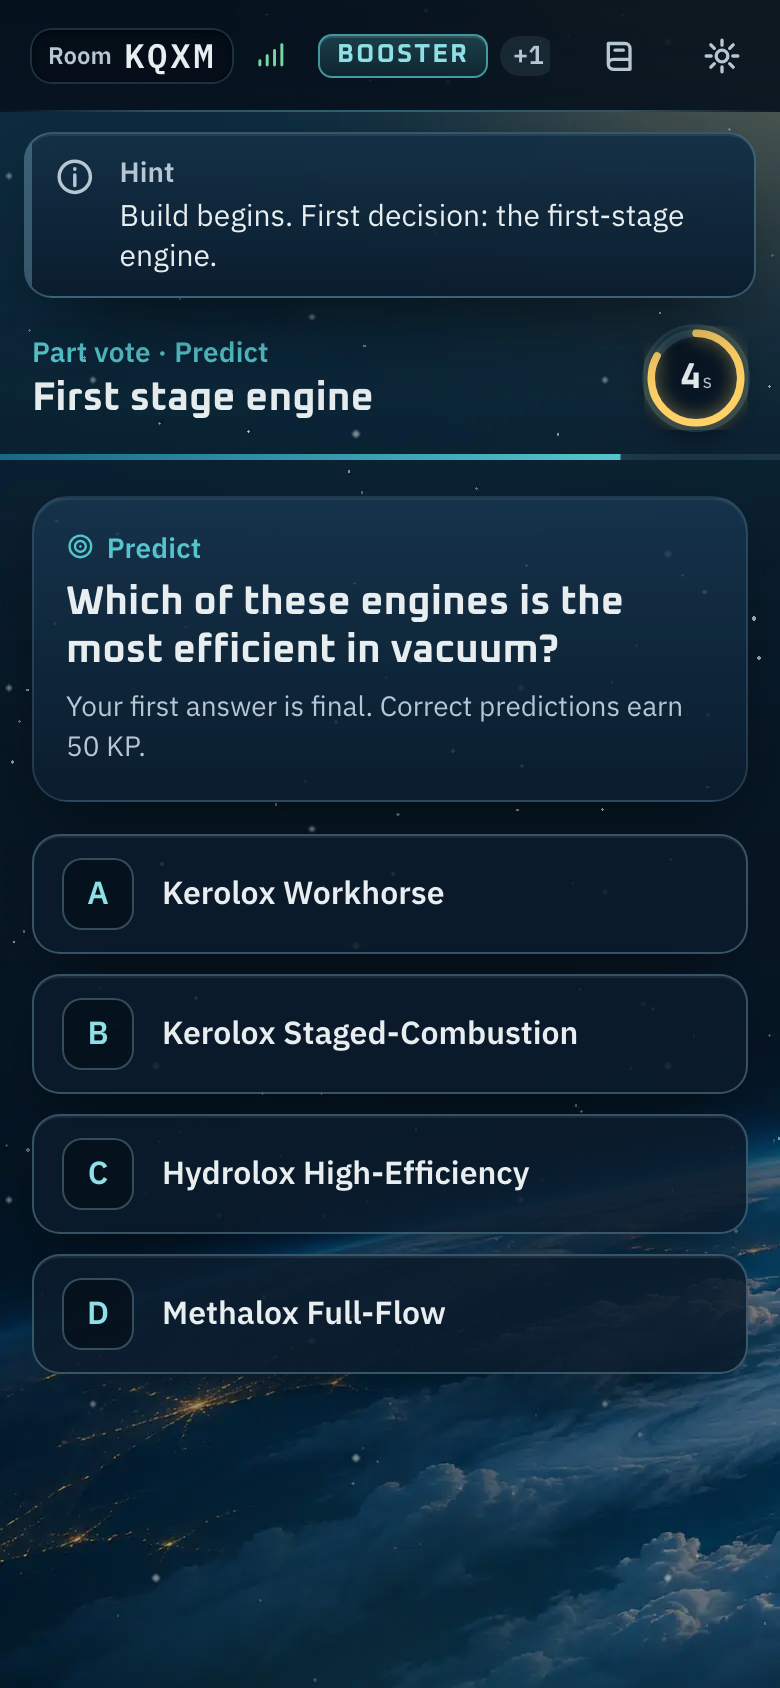 Room KQXM BOOSTER +1
Hint
Build begins. First decision: the first-stage
engine.
Part vote · Predict
First stage engine
4s
Predict
Which of these engines is the
most efficient in vacuum?
Your first answer is final. Correct predictions earn
50 KP.
A Kerolox Workhorse
B Kerolox Staged-Combustion
C Hydrolox High-Efficiency
D Methalox Full-Flow